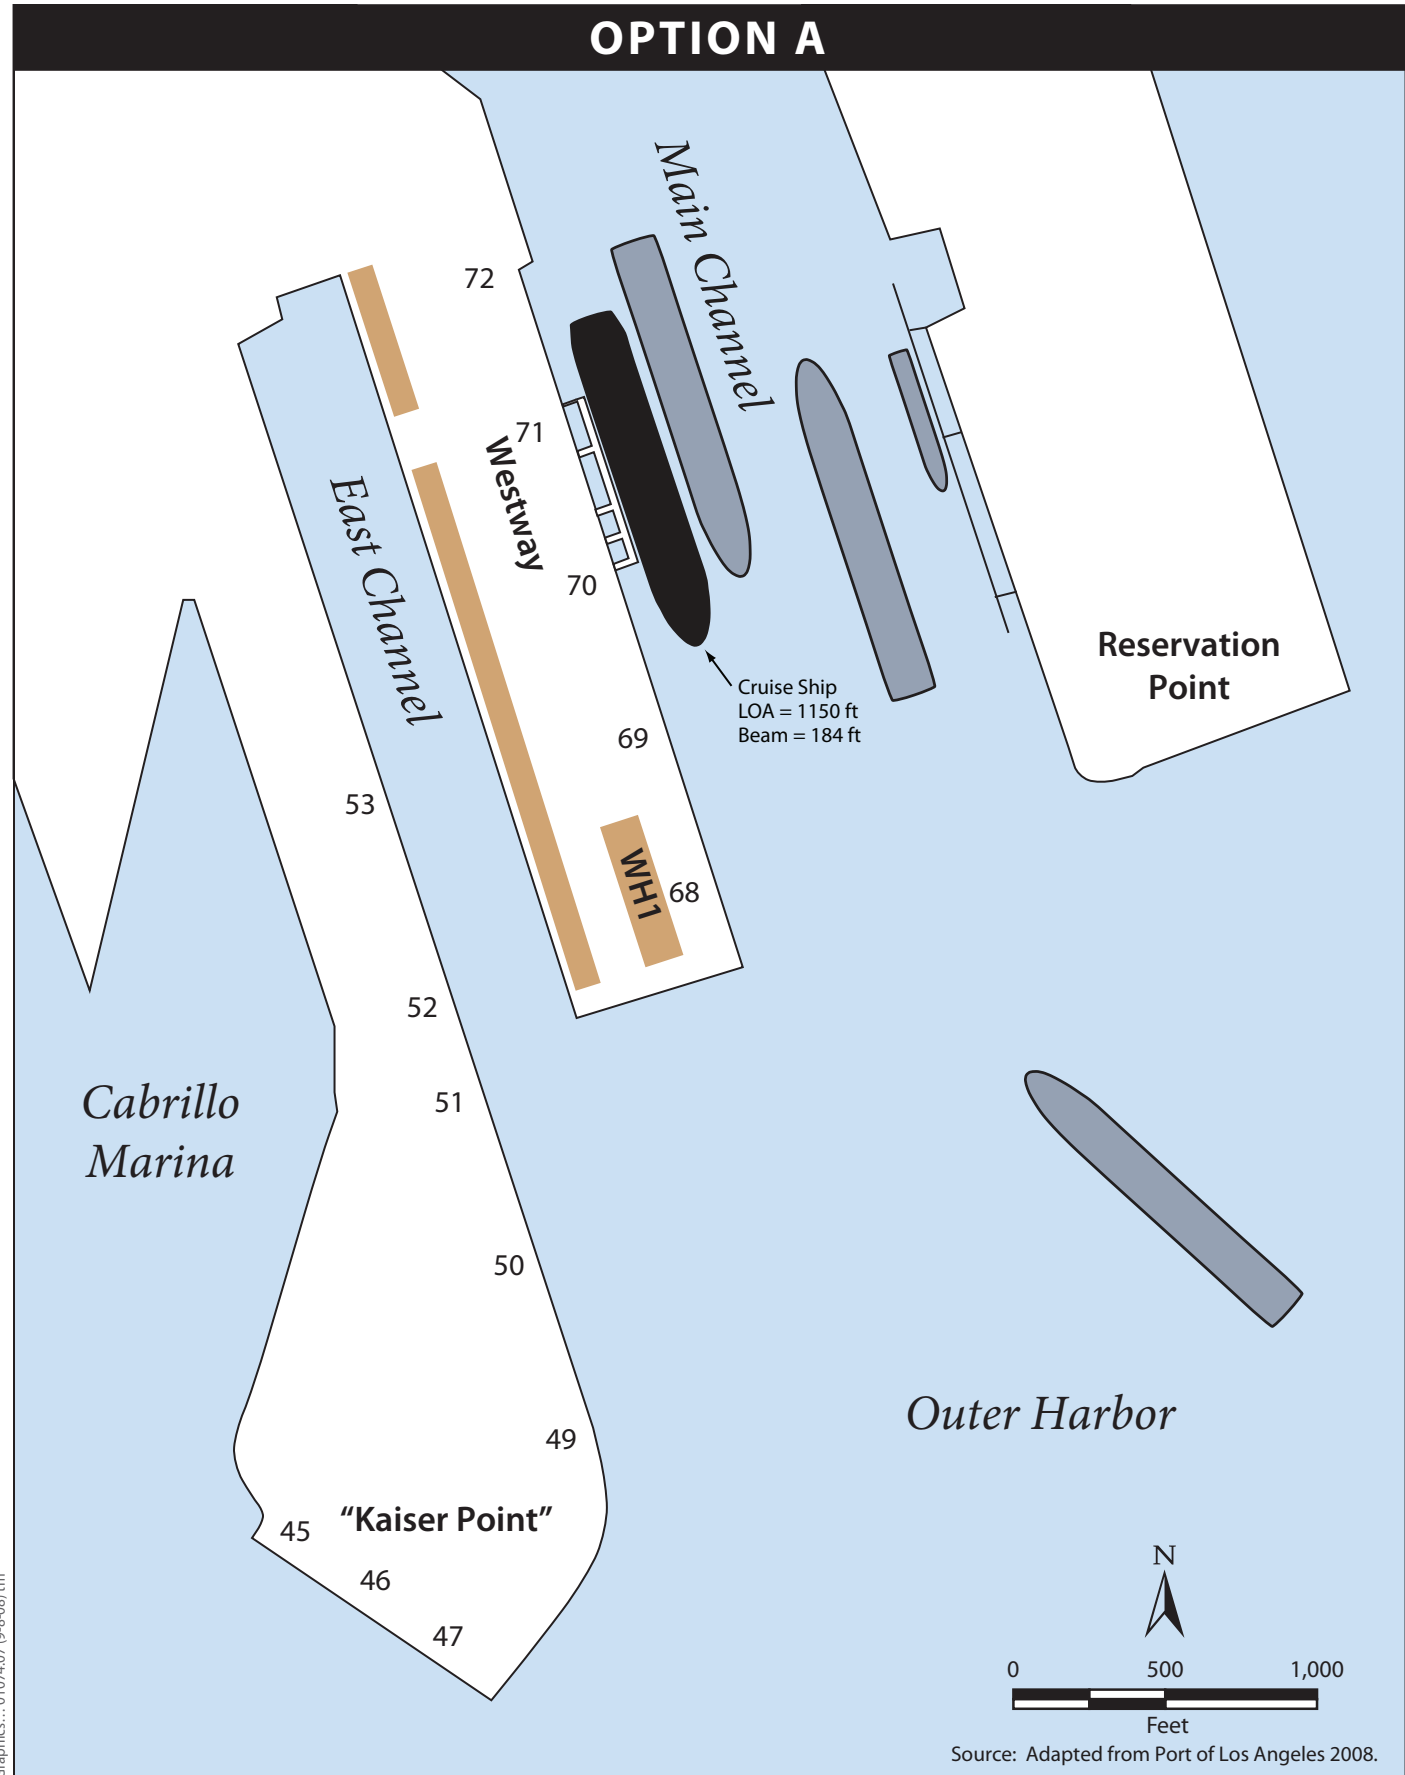 OPTION A
Main Channel
72
71
Westway
East Channel
70
Reservation
Point
Cruise Ship
LOA = 1150 ft
Beam = 184 ft
69
53
WH1
68
52
Cabrillo
Marina
51
50
Outer Harbor
49
“Kaiser Point”
45
46
47
N
0 500 1,000
Feet
Source: Adapted from Port of Los Angeles 2008.